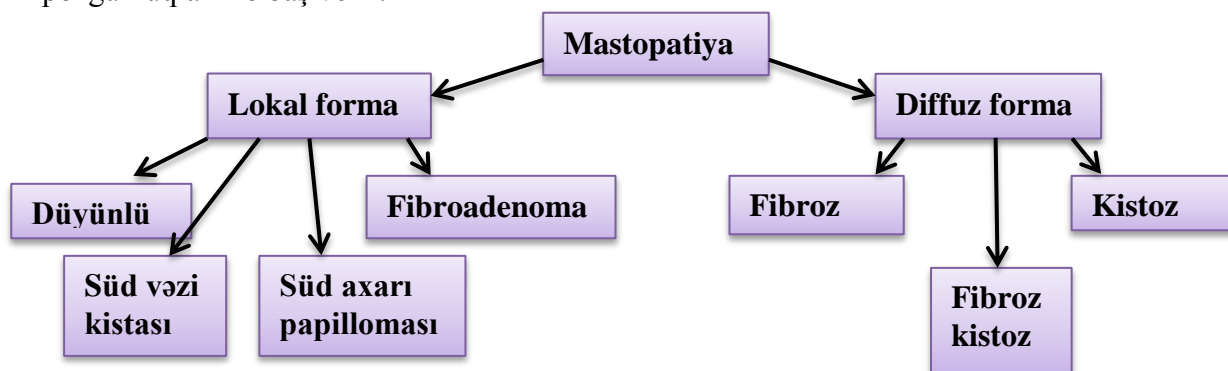 Mastopatiya
Lokal forma
Diffuz forma
Düyünlü
Fibroadenoma
Fibroz
Kistoz
Süd vəzi
kistası
Süd axarı
papilloması
Fibroz
kistoz